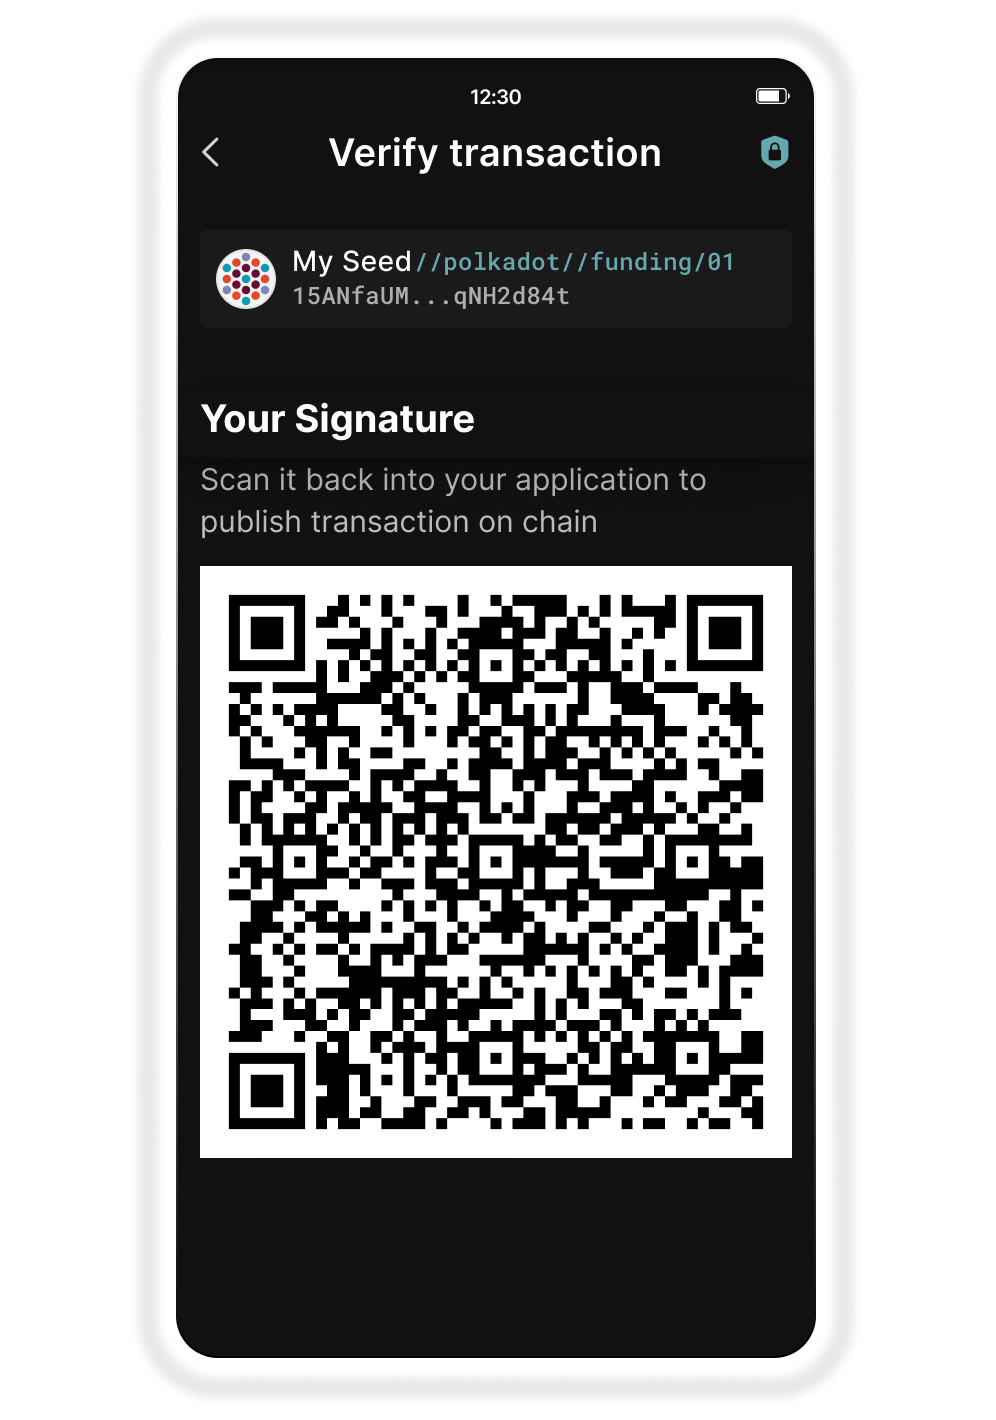 12:30
Verify transaction
My Seed//polkadot//funding/01
15ANfaUM...qNH2d84t
Your Signature
Scan it back into your application to
publish transaction on chain